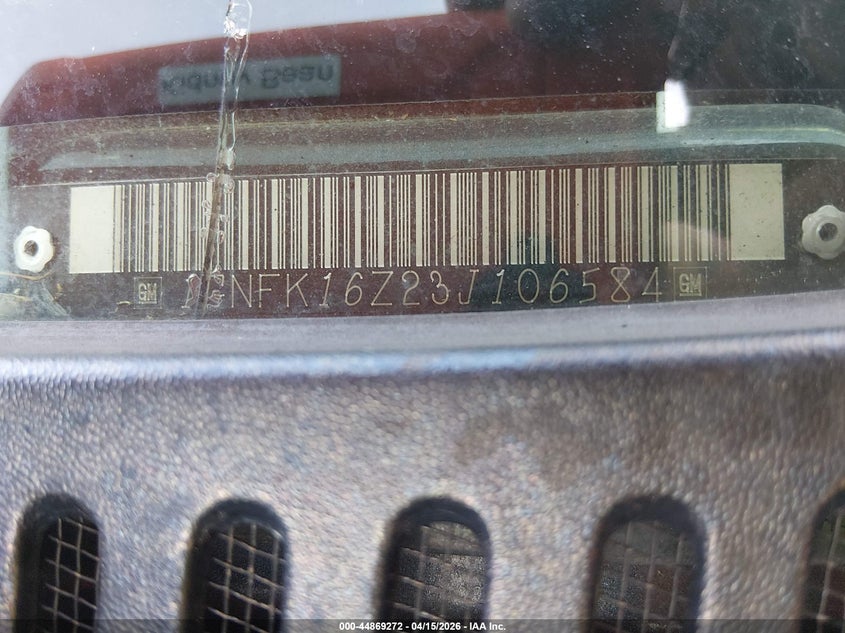 GM 1GNFK16Z23J106584 GM
000-44869272 - 04/15/2026 - IAA Inc.